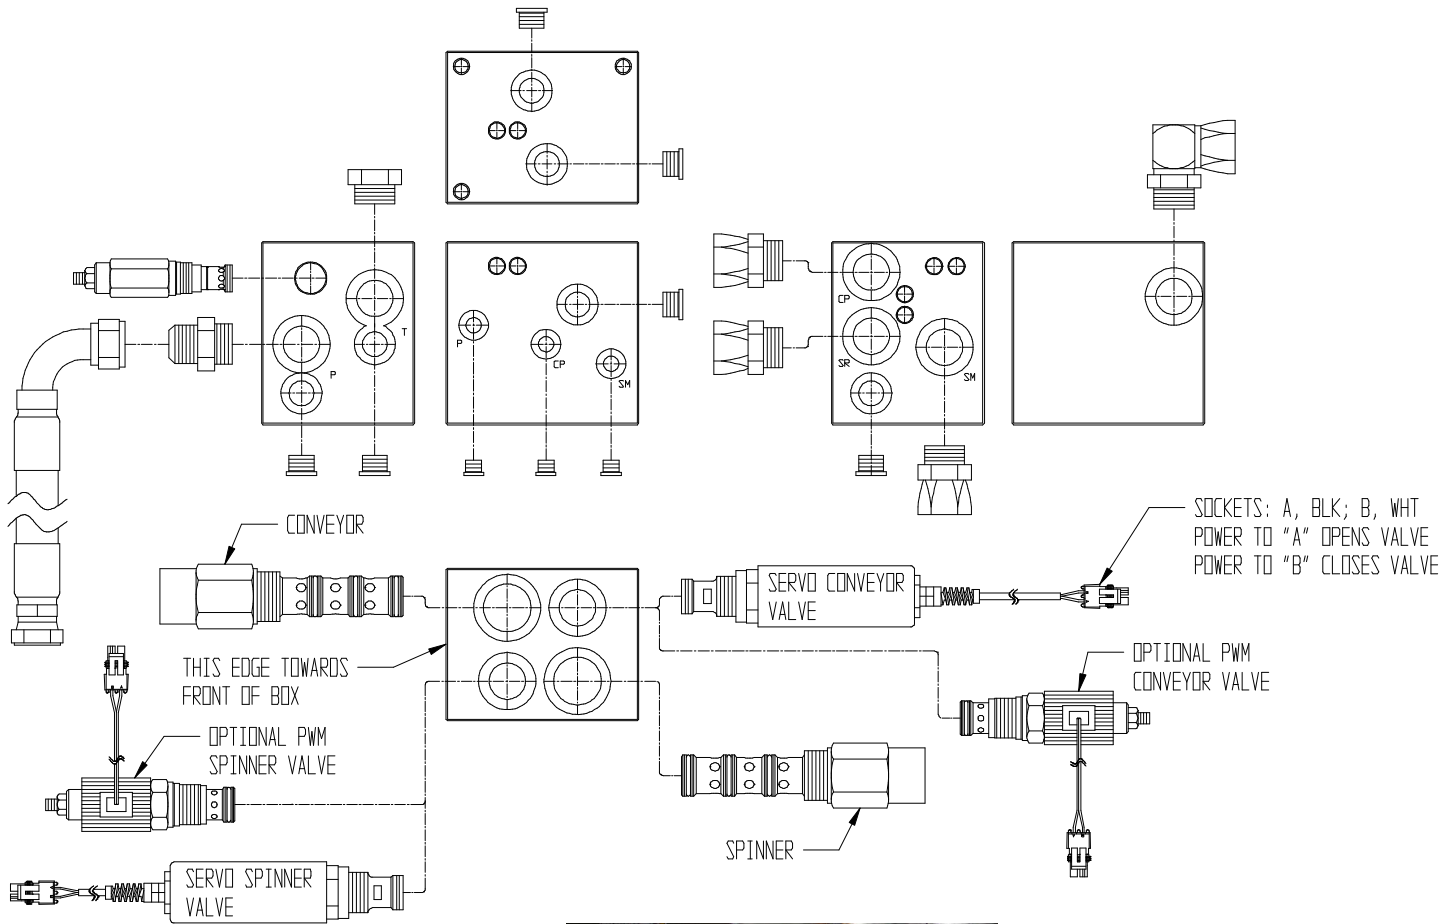 CP
T
P
P
CP
SM
SR
SM
CONVEYOR
SOCKETS: A, BLK; B, WHT
POWER TO "A" OPENS VALVE
POWER TO "B" CLOSES VALVE
SERVO CONVEYOR
VALVE
THIS EDGE TOWARDS
FRONT OF BOX
OPTIONAL PWM
CONVEYOR VALVE
OPTIONAL PWM
SPINNER VALVE
SPINNER
SERVO SPINNER
VALVE